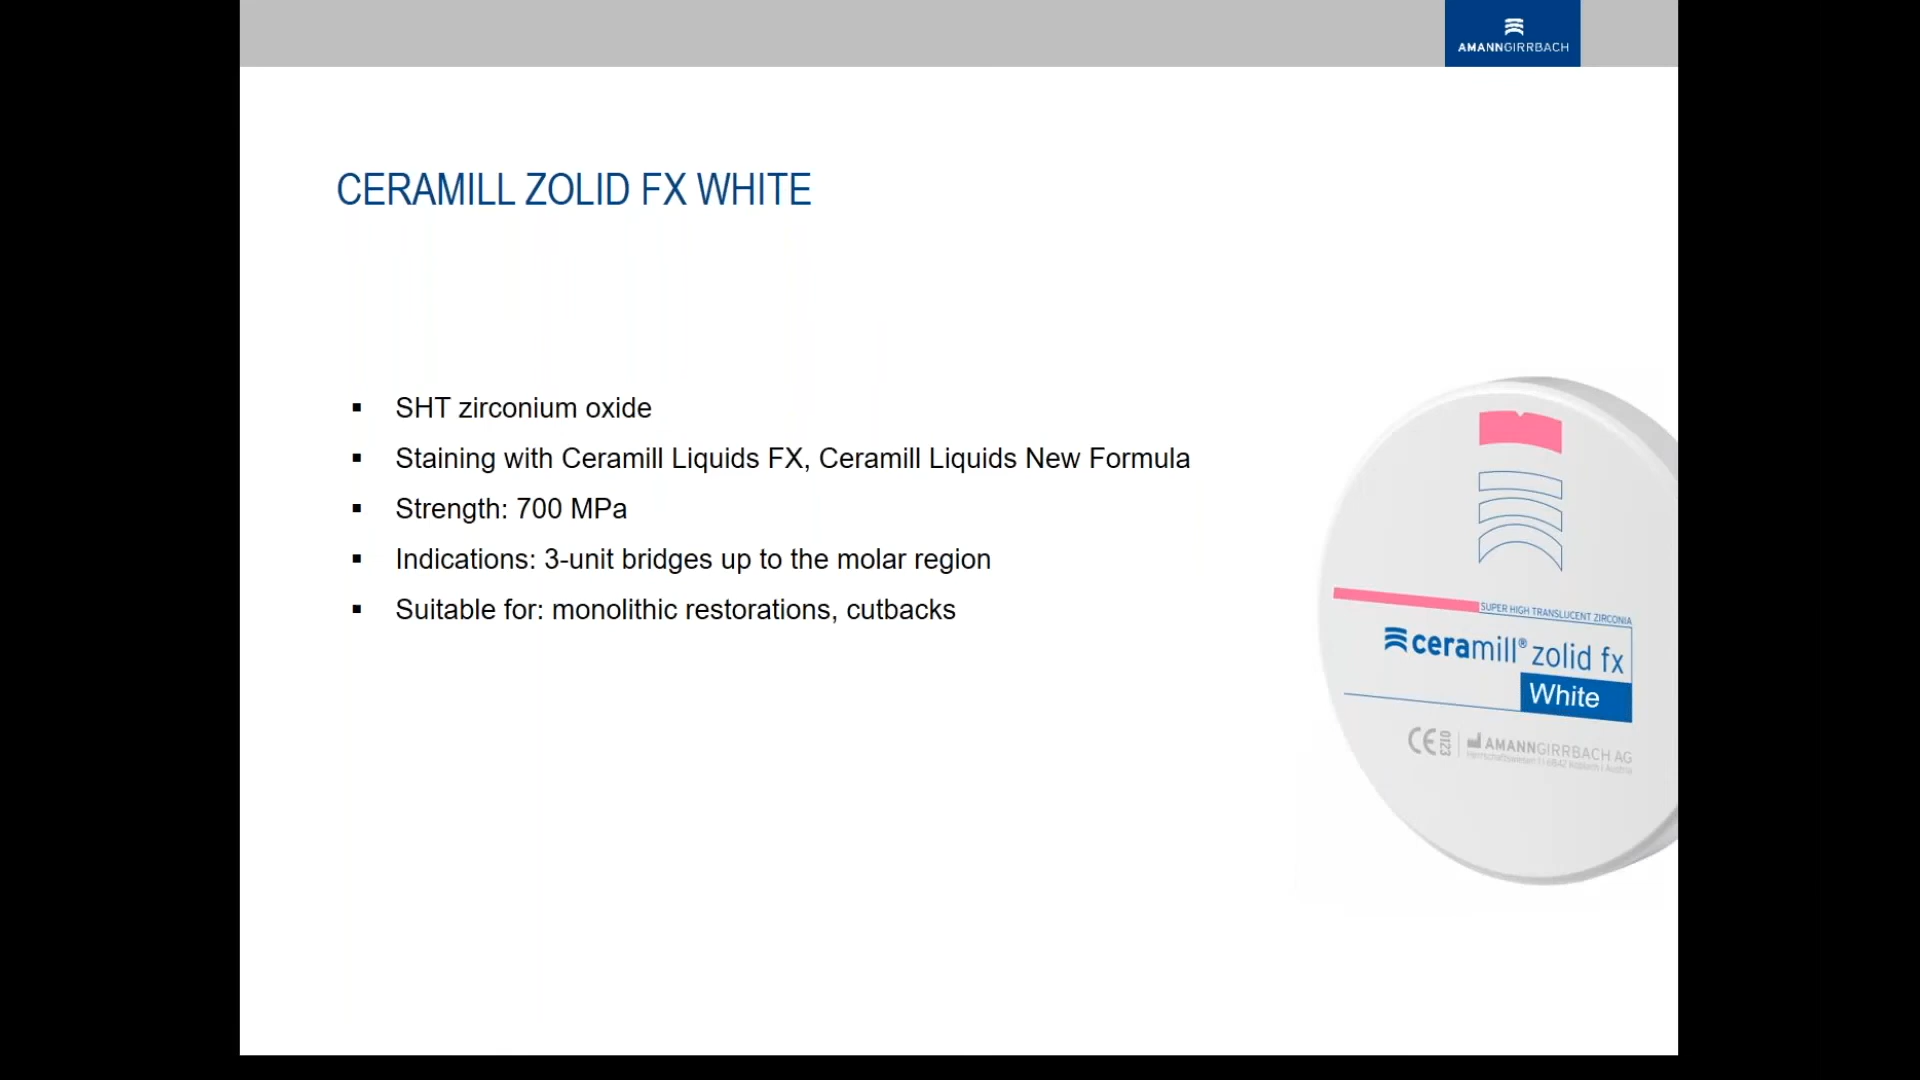 AMANNGIRRBACH
CERAMILL ZOLID FX WHITE
▪ SHT zirconium oxide
▪ Staining with Ceramill Liquids FX, Ceramill Liquids New Formula
▪ Strength: 700 MPa
▪ Indications: 3-unit bridges up to the molar region
▪ Suitable for: monolithic restorations, cutbacks
SUPER HIGH TRANSLUCENT ZIRCONIA
ceramill® zolid fx
White
CE 0123
AMANNGIRRBACH AG